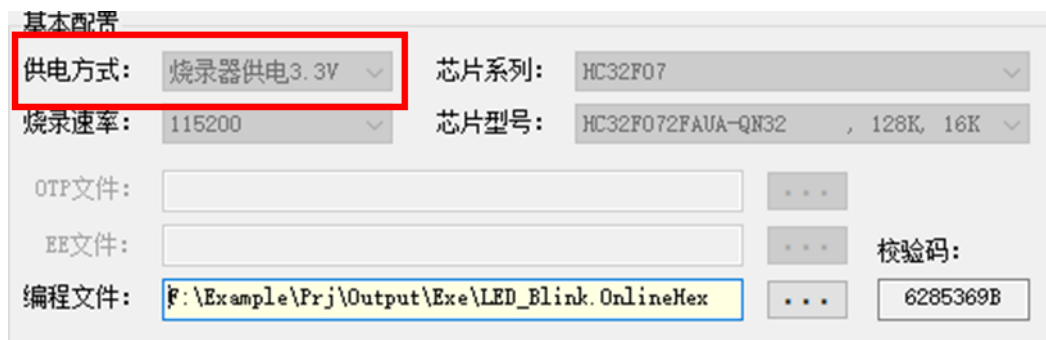 基本配置
供电方式: 烧录器供电3.3V 芯片系列: HC32F07
烧录速率: 115200 芯片型号: HC32F072FAUA-QN32 , 128K, 16K
OTP文件: ...
EE文件: ... 校验码:
编程文件: F:\Example\Prj\Output\Exe\LED_Blink.OnlineHex ... 6285369B